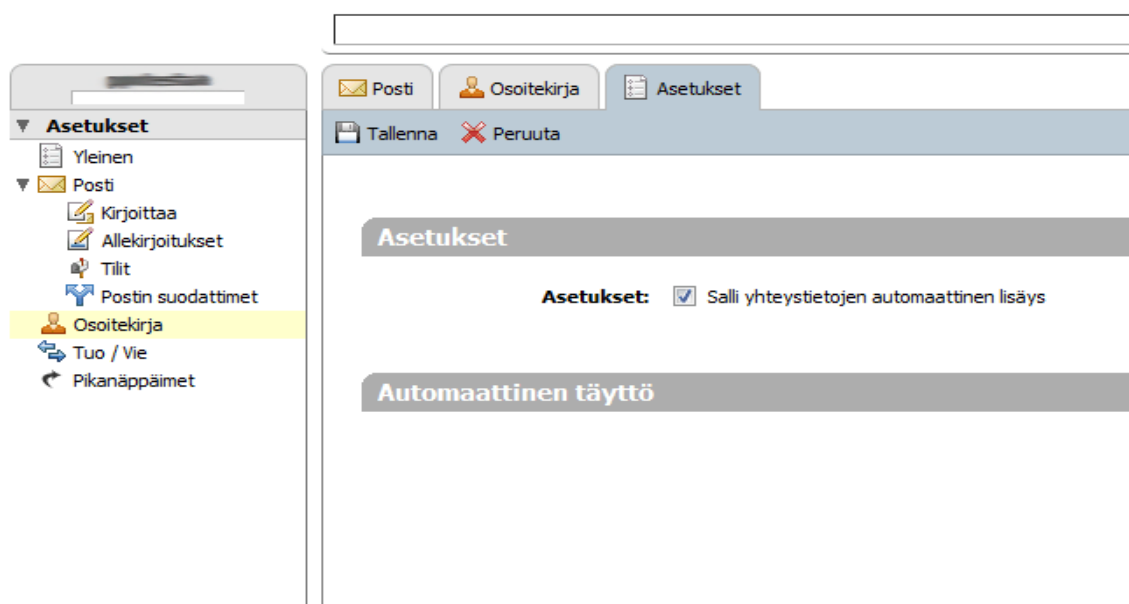 Posti Osoitekirja Asetukset
Tallenna Peruuta
Asetukset
Yleinen
Posti
Kirjoittaa
Allekirjoitukset
Tilit
Postin suodattimet
Osoitekirja
Tuo / Vie
Pikanäppäimet
Asetukset
Asetukset: Salli yhteystietojen automaattinen lisäys
Automaattinen täyttö